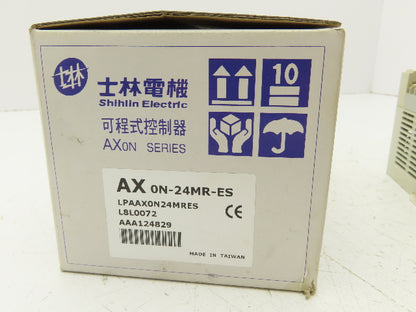 士林
士林電機
Shihlin Electric
10
可程式控制器
AX0N SERIES
AX 0N-24MR-ES
LPAAX0N24MRES
L8L0072
AAA124829
CE
MADE IN TAIWAN